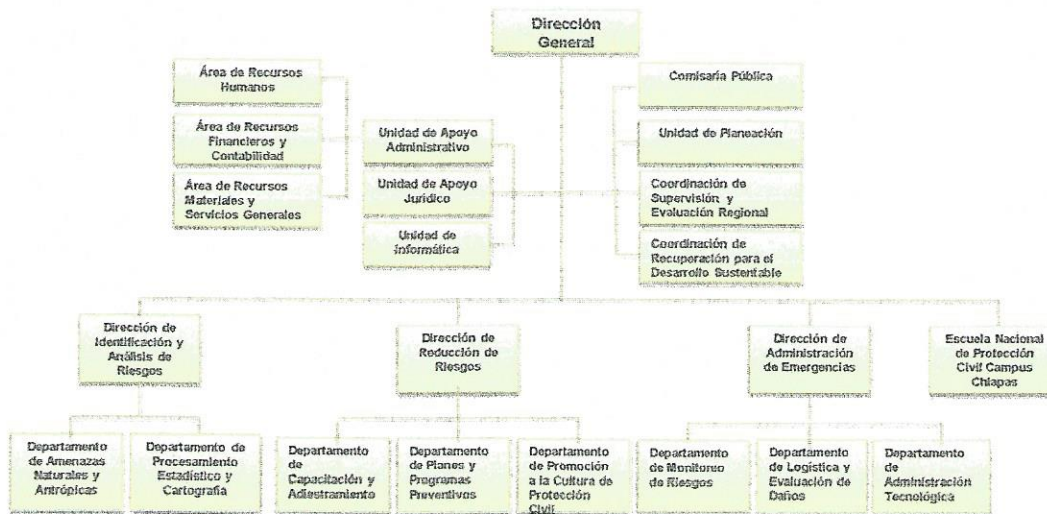 Dirección
General
Área de Recursos
Humanos
Área de Recursos
Financieros y
Contabilidad
Área de Recursos
Materiales y
Servicios Generales
Unidad de Apoyo
Administrativo
Unidad de Apoyo
Jurídico
Unidad de
Informática
Comisaría Pública
Unidad de Planeación
Coordinación de
Supervisión y
Evaluación Regional
Coordinación de
Recuperación para el
Desarrollo Sustentable
Dirección de
Identificación y
Análisis de
Riesgos
Dirección de
Reducción de
Riesgos
Dirección de
Administración
de Emergencias
Escuela Nacional
de Protección
Civil Campus
Chiapas
Departamento
de Amenazas
Naturales y
Antrópicas
Departamento de
Procesamiento
Estadístico y
Cartografía
Departamento
de
Capacitación y
Adiestramiento
Departamento
de Planes y
Programas
Preventivos
Departamento
de Promoción
a la Cultura de
Protección
Civil
Departamento
de Monitoreo
de Riesgos
Departamento
de Logística y
Evaluación de
Daños
Departamento
de
Administración
Tecnológica